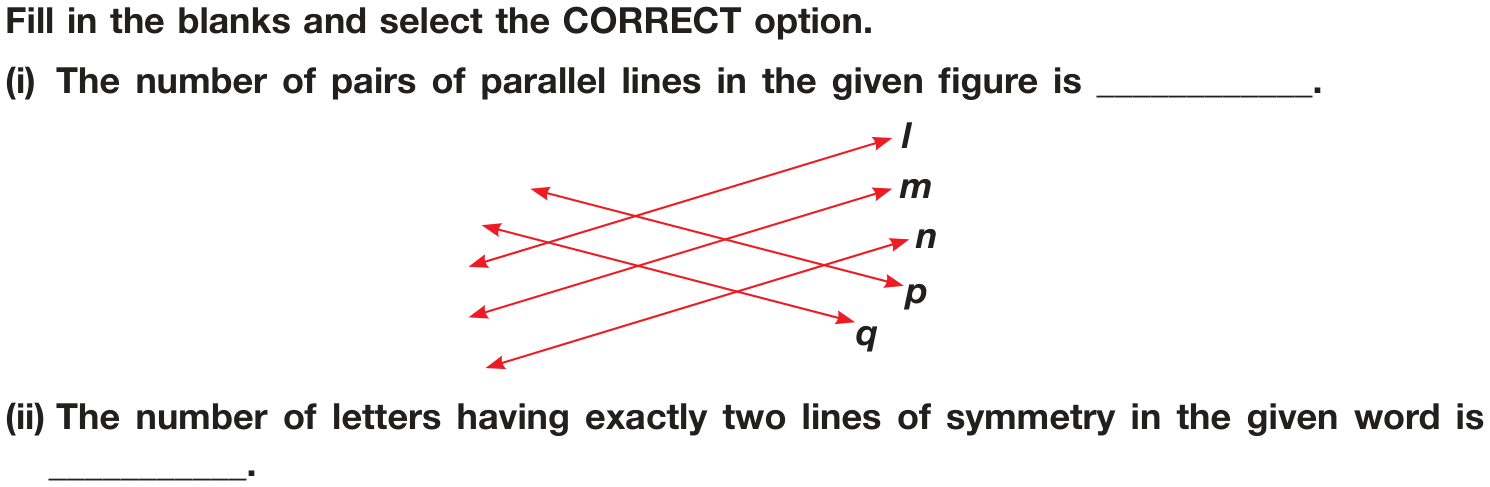 Fill in the blanks and select the CORRECT option.
(i) The number of pairs of parallel lines in the given figure is ____________.
l
m
n
p
q
(ii) The number of letters having exactly two lines of symmetry in the given word is
___________.